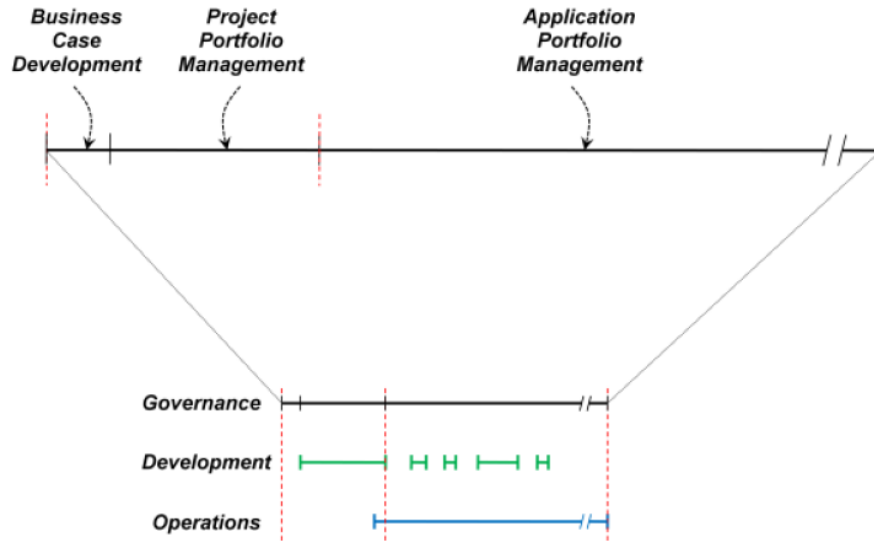 Business
Case
Development
Project
Portfolio
Management
Application
Portfolio
Management
Governance
Development
Operations